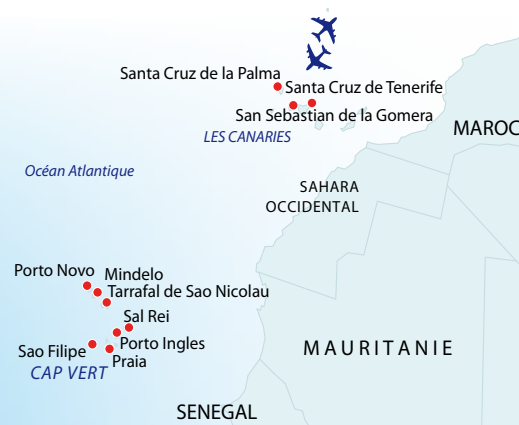 Santa Cruz de la Palma
Santa Cruz de Tenerife
San Sebastian de la Gomera
LES CANARIES
MAROC
Océan Atlantique
SAHARA
OCCIDENTAL
Porto Novo
Mindelo
Tarrafal de Sao Nicolau
Sal Rei
Porto Ingles
Sao Filipe
Praia
CAP VERT
MAURITANIE
SENEGAL